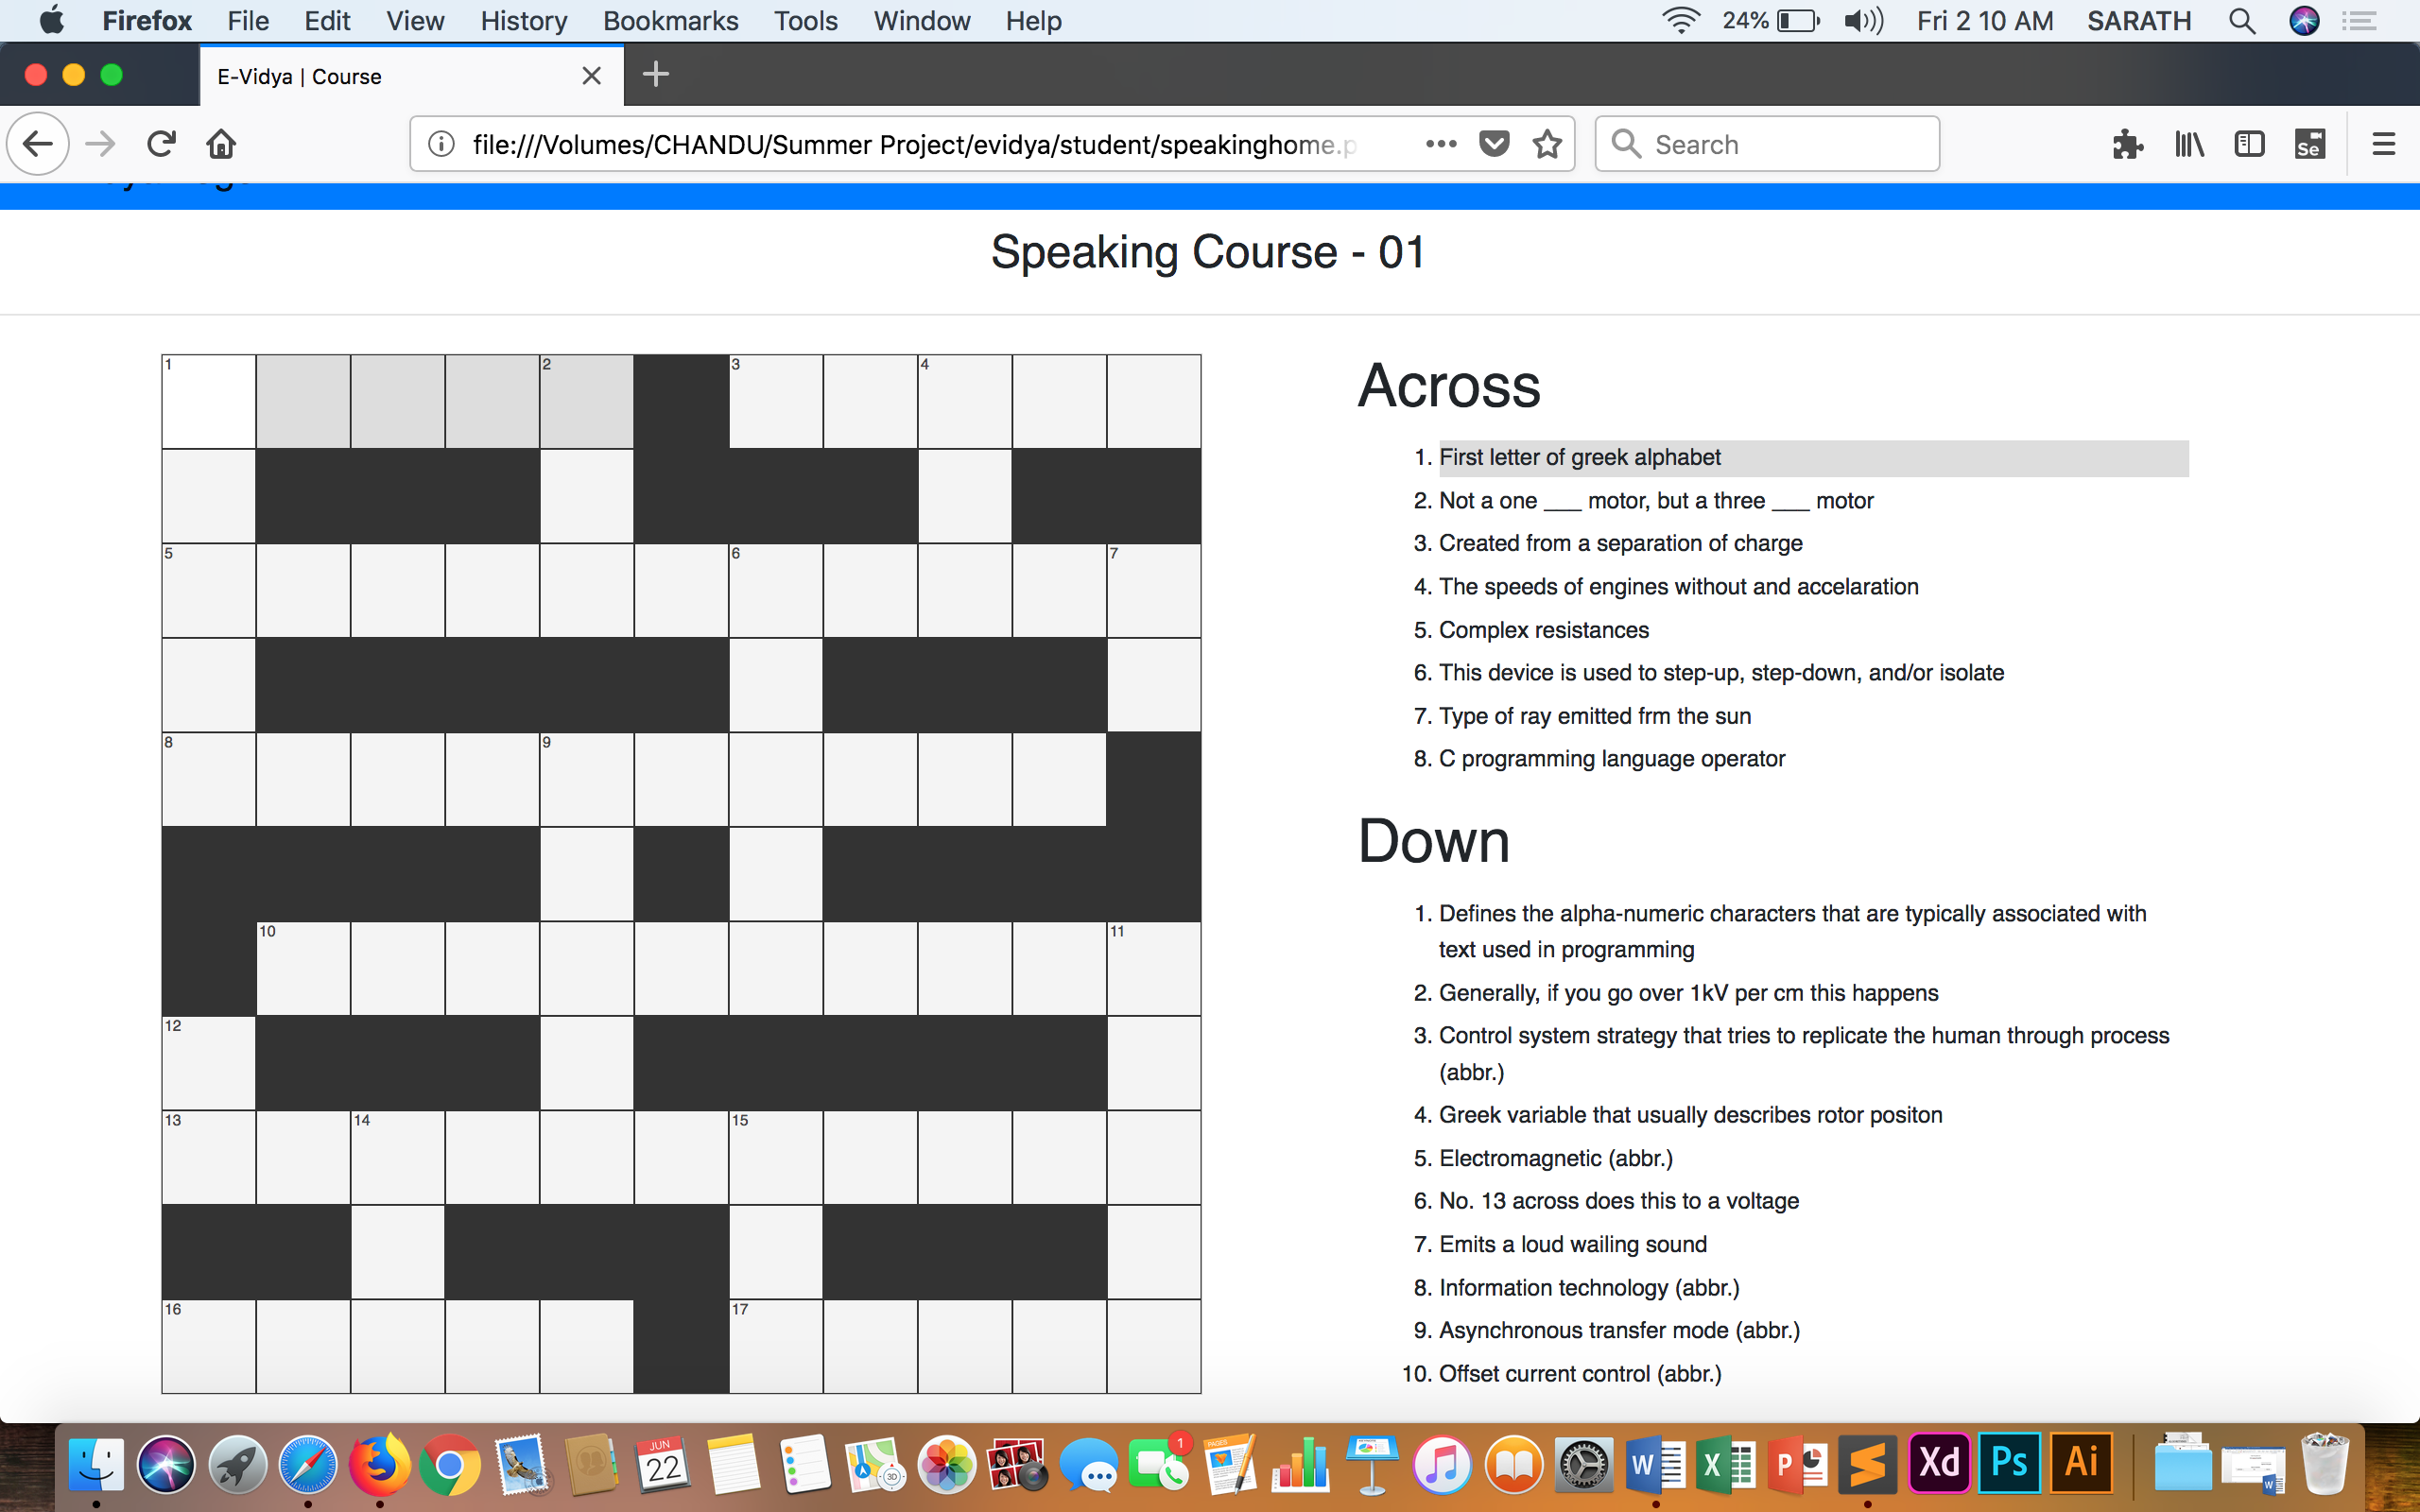 Firefox File Edit View History Bookmarks Tools Window Help 24% Fri 2 10 AM SARATH
E-Vidya | Course
file:///Volumes/CHANDU/Summer Project/evidya/student/speakinghome.p
Search
Se
Speaking Course - 01
1 2 3 4
5 6 7
8 9
10 11
12
13 14 15
16 17
Across
1. First letter of greek alphabet
2. Not a one ___ motor, but a three ___ motor
3. Created from a separation of charge
4. The speeds of engines without and accelaration
5. Complex resistances
6. This device is used to step-up, step-down, and/or isolate
7. Type of ray emitted frm the sun
8. C programming language operator
Down
1. Defines the alpha-numeric characters that are typically associated with
text used in programming
2. Generally, if you go over 1kV per cm this happens
3. Control system strategy that tries to replicate the human through process
(abbr.)
4. Greek variable that usually describes rotor positon
5. Electromagnetic (abbr.)
6. No. 13 across does this to a voltage
7. Emits a loud wailing sound
8. Information technology (abbr.)
9. Asynchronous transfer mode (abbr.)
10. Offset current control (abbr.)
JUN
22
3D
1
PAGES
W
X
P
Xd
Ps
Ai
W